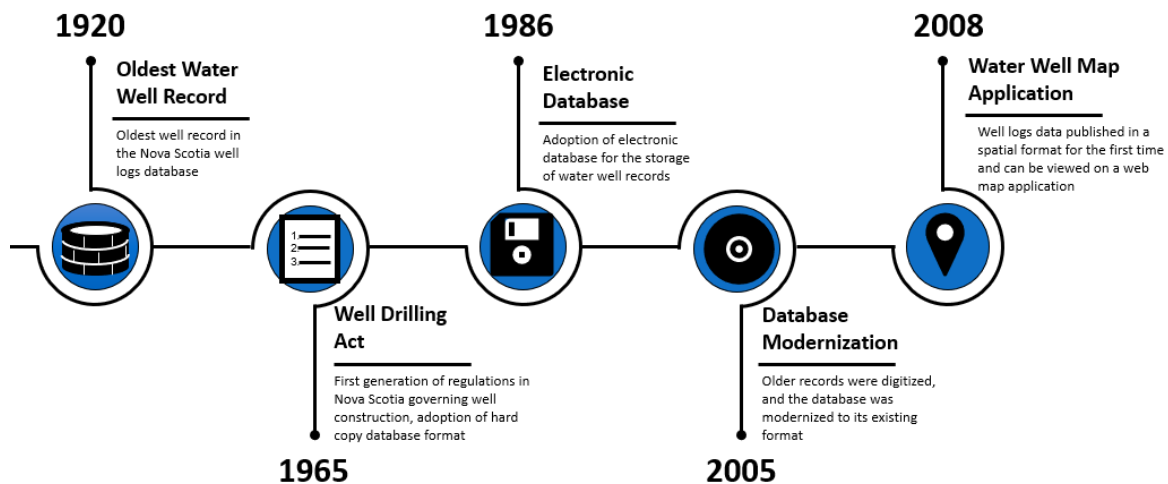 1920
Oldest Water
Well Record
Oldest well record in
the Nova Scotia well
logs database
1.
2.
3.
Well Drilling
Act
First generation of regulations in
Nova Scotia governing well
construction, adoption of hard
copy database format
1965
1986
Electronic
Database
Adoption of electronic
database for the storage
of water well records
Database
Modernization
Older records were digitized,
and the database was
modernized to its existing
format
2005
2008
Water Well Map
Application
Well logs data published in a
spatial format for the first time
and can be viewed on a web
map application